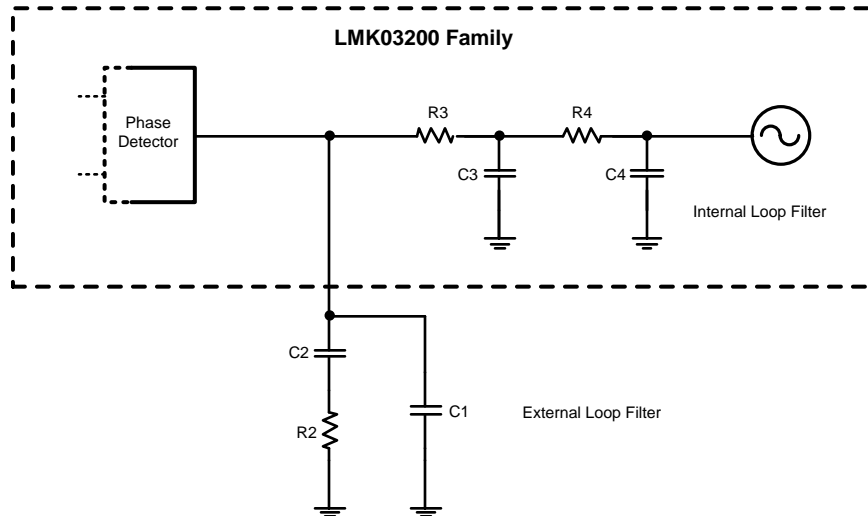 LMK03200 Family
Phase
Detector
R3
R4
C3
C4
Internal Loop Filter
C2
C1
External Loop Filter
R2